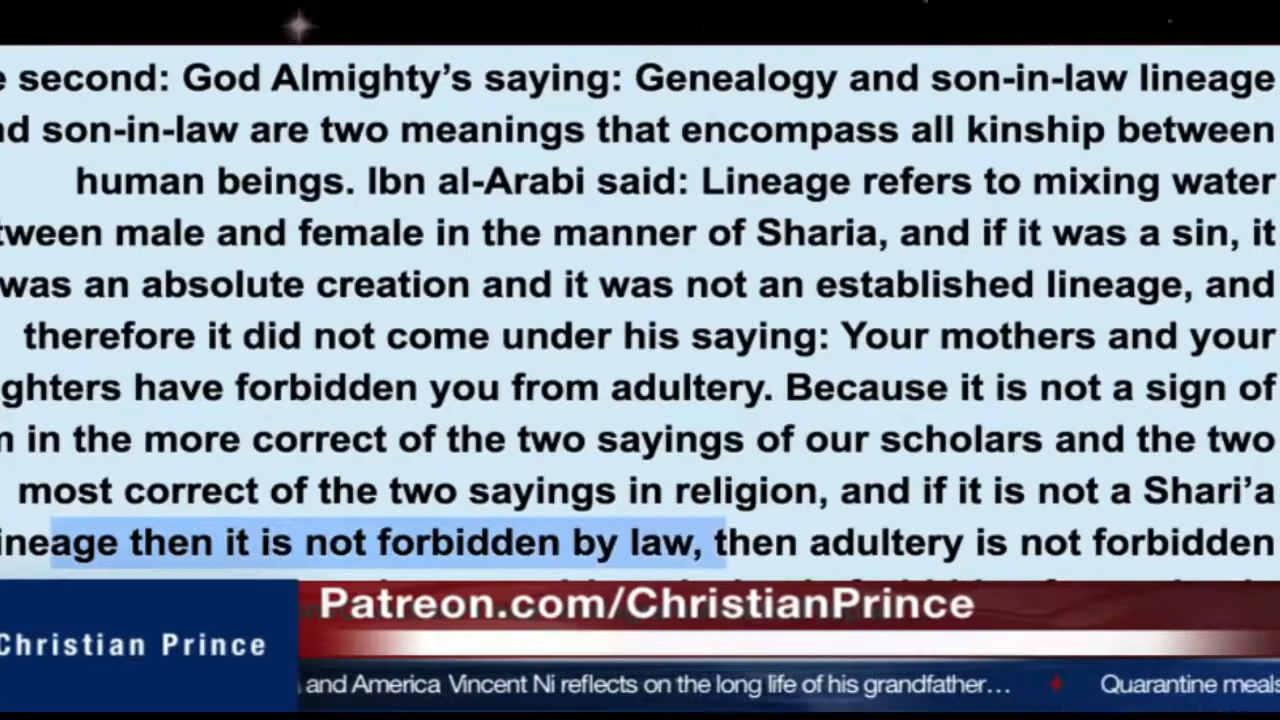 second: God Almighty's saying: Genealogy and son-in-law lineage
son-in-law are two meanings that encompass all kinship between
human beings. Ibn al-Arabi said: Lineage refers to mixing water
tween male and female in the manner of Sharia, and if it was a sin, it
was an absolute creation and it was not an established lineage, and
therefore it did not come under his saying: Your mothers and your
ghters have forbidden you from adultery. Because it is not a sign of
in the more correct of the two sayings of our scholars and the two
most correct of the two sayings in religion, and if it is not a Shari'a
ineage then it is not forbidden by law, then adultery is not forbidden
Patreon.com/ChristianPrince
Christian Prince
and America Vincent Ni reflects on the long life of his grandfather… Quarantine meals